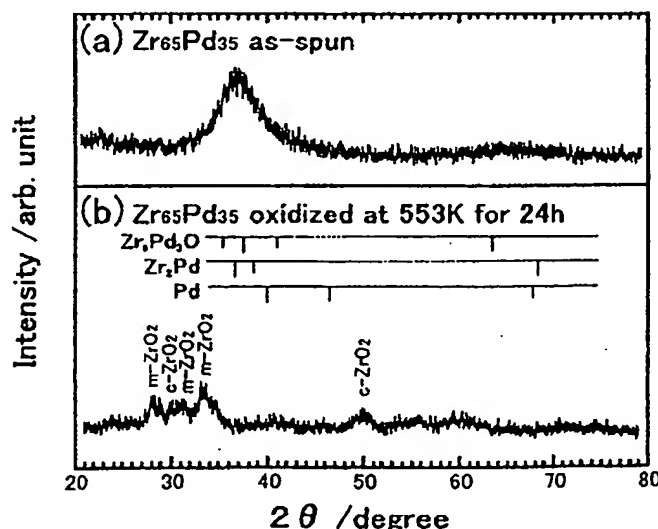 (a) Zr65Pd35 as-spun
(b) Zr65Pd35 oxidized at 553K for 24h
Zr6Pd3O
Zr2Pd
Pd
m-ZrO2
c-ZrO2
m-ZrO2
m-ZrO2
c-ZrO2
20 30 40 50 60 70 80
2θ /degree
Intensity /arb. unit